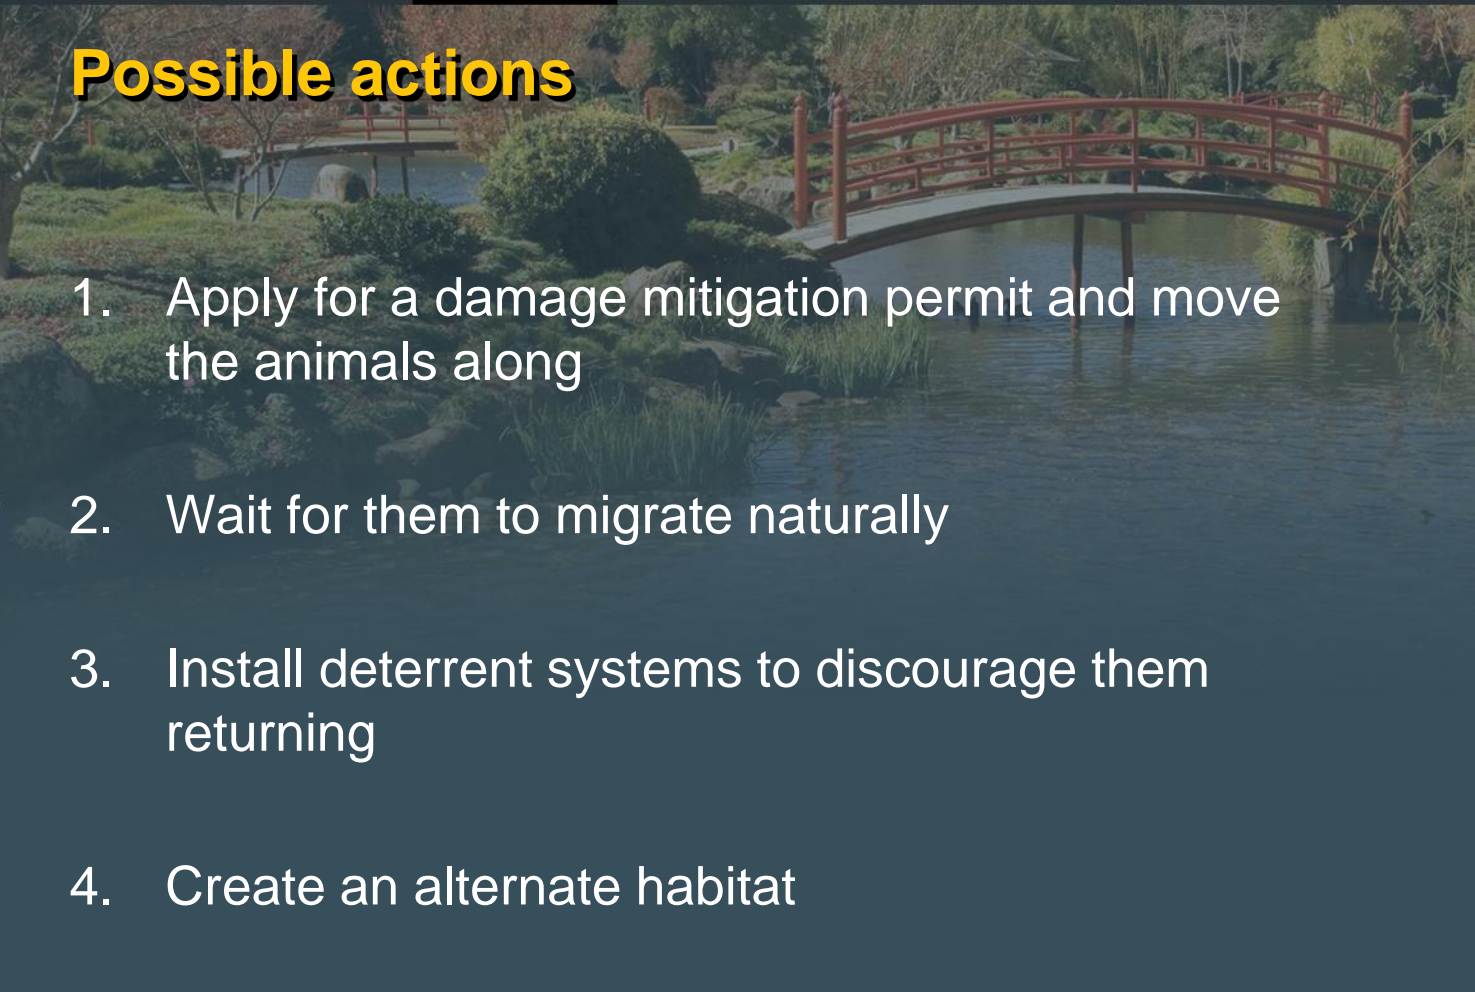 Possible actions
1. Apply for a damage mitigation permit and move
the animals along
2. Wait for them to migrate naturally
3. Install deterrent systems to discourage them
returning
4. Create an alternate habitat